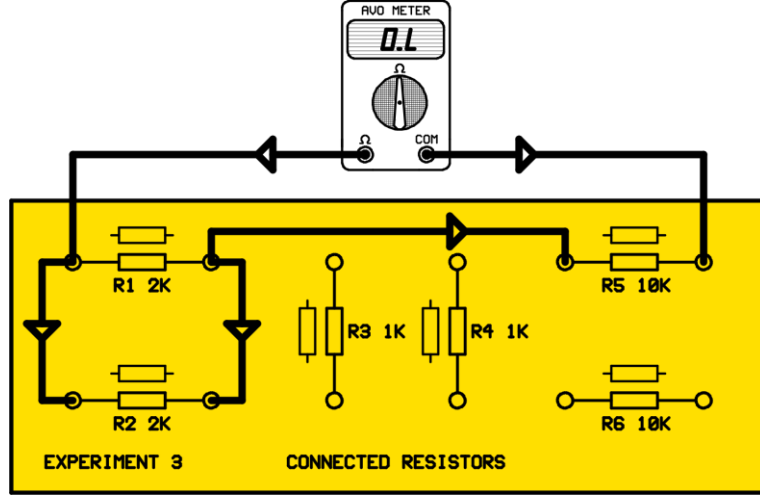 AVO METER
0.L
Ω
Ω COM
R1 2K
R5 10K
R3 1K
R4 1K
R2 2K
R6 10K
EXPERIMENT 3
CONNECTED RESISTORS